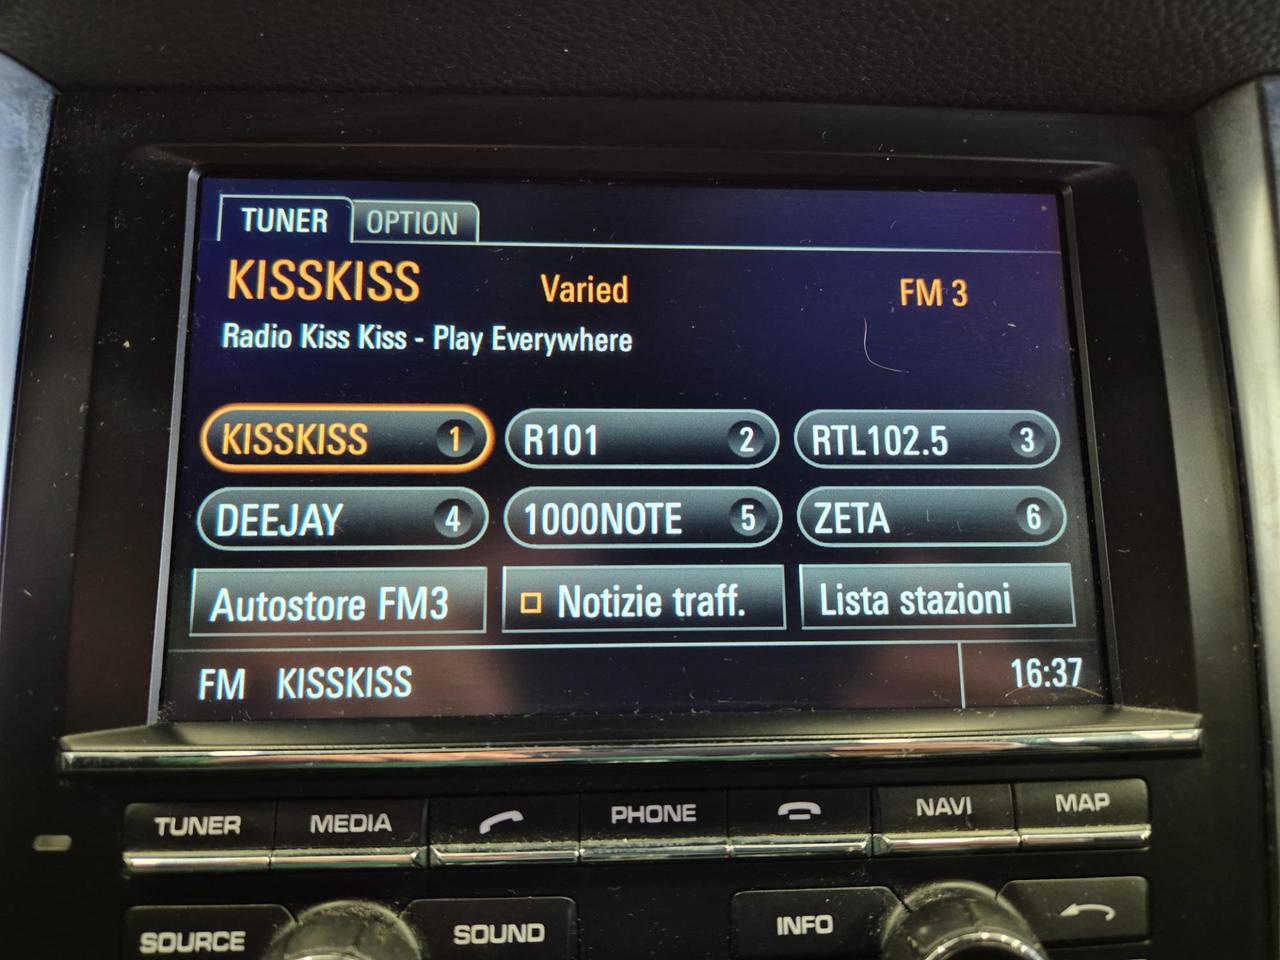 TUNER OPTION
KISSKISS Varied FM 3
Radio Kiss Kiss - Play Everywhere
KISSKISS 1 R101 2 RTL102.5 3
DEEJAY 4 1000NOTE 5 ZETA 6
Autostore FM3 Notizie traff. Lista stazioni
FM KISSKISS 16:37
TUNER MEDIA PHONE NAVI MAP
SOURCE SOUND INFO